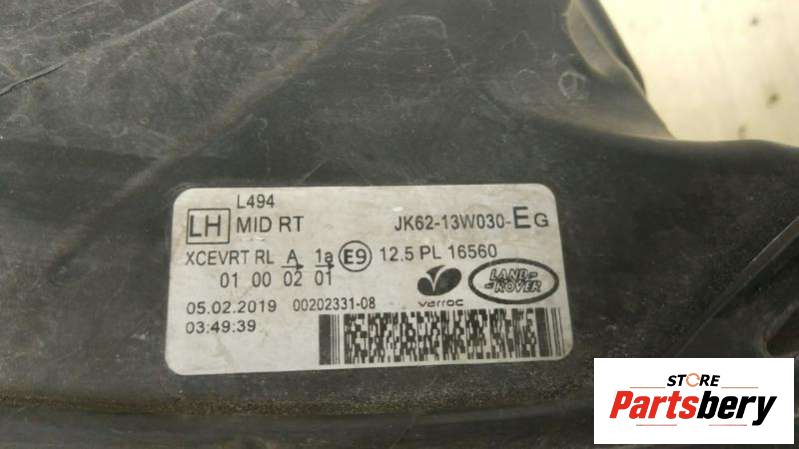 L494
LH MID RT JK62-13W030-EG
XCEVRT RL A 1a E9 12.5 PL 16560
01 00 02 01
varroc
LAND-
-ROVER
05.02.2019 00202331-08
03:49:39
STORE
Partsbery